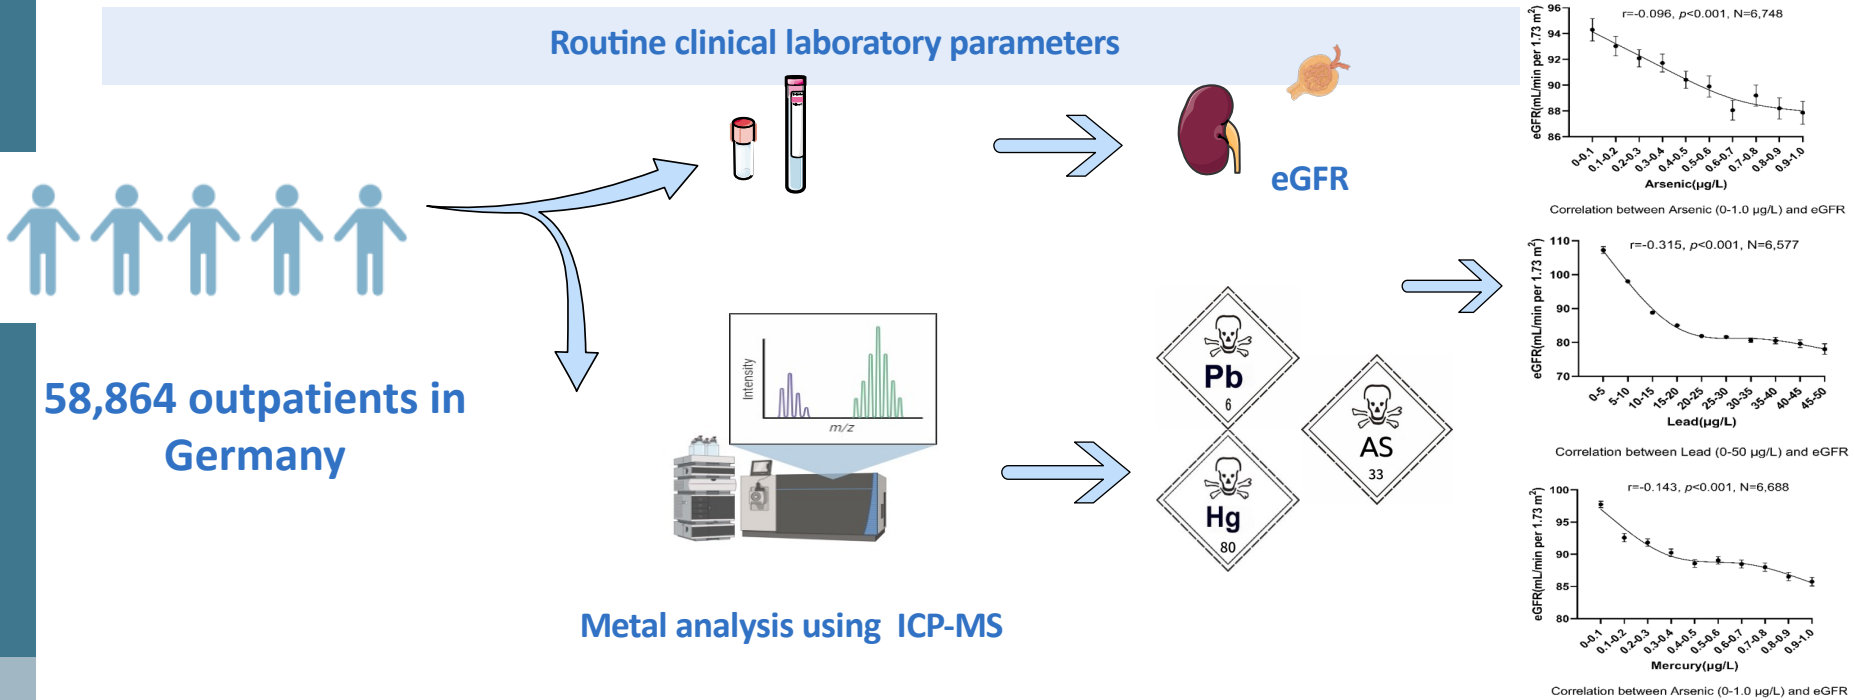 Routine clinical laboratory parameters
58,864 outpatients in
Germany
eGFR
Intensity
m/z
Metal analysis using ICP-MS
Pb
6
AS
33
Hg
80
r=-0.096, p<0.001, N=6,748
eGFR(mL/min per 1.73 m²)
96
94
92
90
88
86
0-0.1
0.1-0.2
0.2-0.3
0.3-0.4
0.4-0.5
0.5-0.6
0.6-0.7
0.7-0.8
0.8-0.9
0.9-1.0
Arsenic(µg/L)
Correlation between Arsenic (0-1.0 µg/L) and eGFR
r=-0.315, p<0.001, N=6,577
eGFR(mL/min per 1.73 m²)
110
100
90
80
70
0-5
5-10
10-15
15-20
20-25
25-30
30-35
35-40
40-45
45-50
Lead(µg/L)
Correlation between Lead (0-50 µg/L) and eGFR
r=-0.143, p<0.001, N=6,688
eGFR(mL/min per 1.73 m²)
100
95
90
85
80
0-0.1
0.1-0.2
0.2-0.3
0.3-0.4
0.4-0.5
0.5-0.6
0.6-0.7
0.7-0.8
0.8-0.9
0.9-1.0
Mercury(µg/L)
Correlation between Arsenic (0-1.0 µg/L) and eGFR